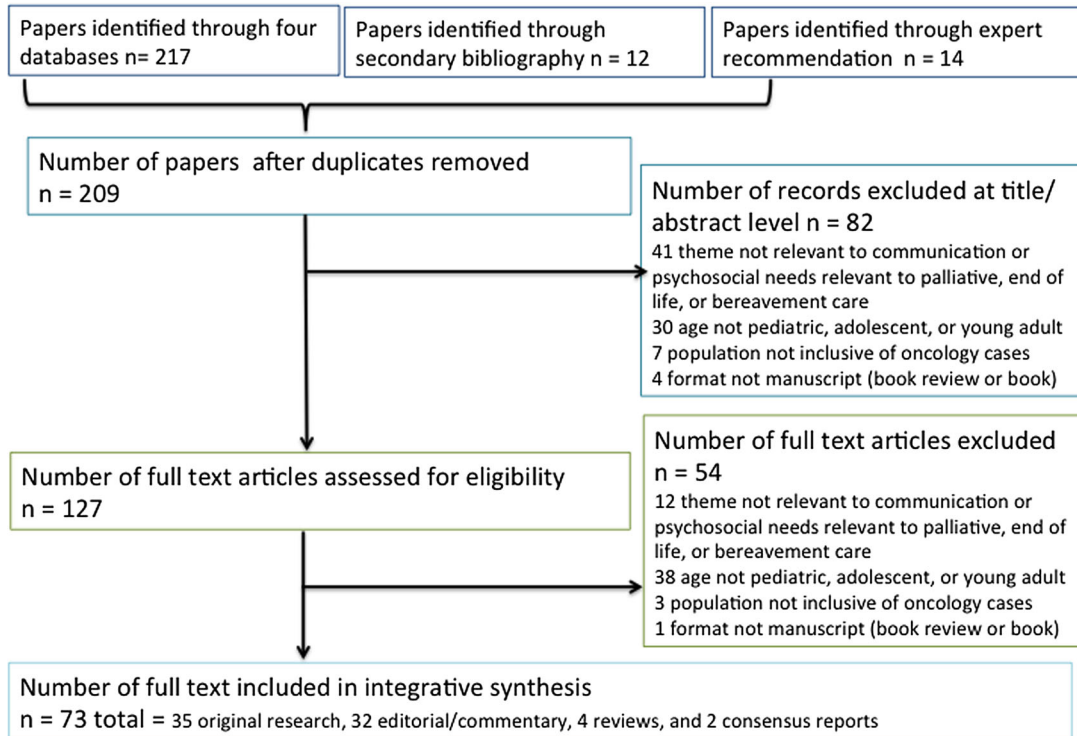 Papers identified through four
databases n= 217
Papers identified through
secondary bibliography n = 12
Papers identified through expert
recommendation n = 14
Number of papers after duplicates removed
n = 209
Number of records excluded at title/
abstract level n = 82
41 theme not relevant to communication or
psychosocial needs relevant to palliative, end of
life, or bereavement care
30 age not pediatric, adolescent, or young adult
7 population not inclusive of oncology cases
4 format not manuscript (book review or book)
Number of full text articles assessed for eligibility
n = 127
Number of full text articles excluded
n = 54
12 theme not relevant to communication or
psychosocial needs relevant to palliative, end of
life, or bereavement care
38 age not pediatric, adolescent, or young adult
3 population not inclusive of oncology cases
1 format not manuscript (book review or book)
Number of full text included in integrative synthesis
n = 73 total = 35 original research, 32 editorial/commentary, 4 reviews, and 2 consensus reports